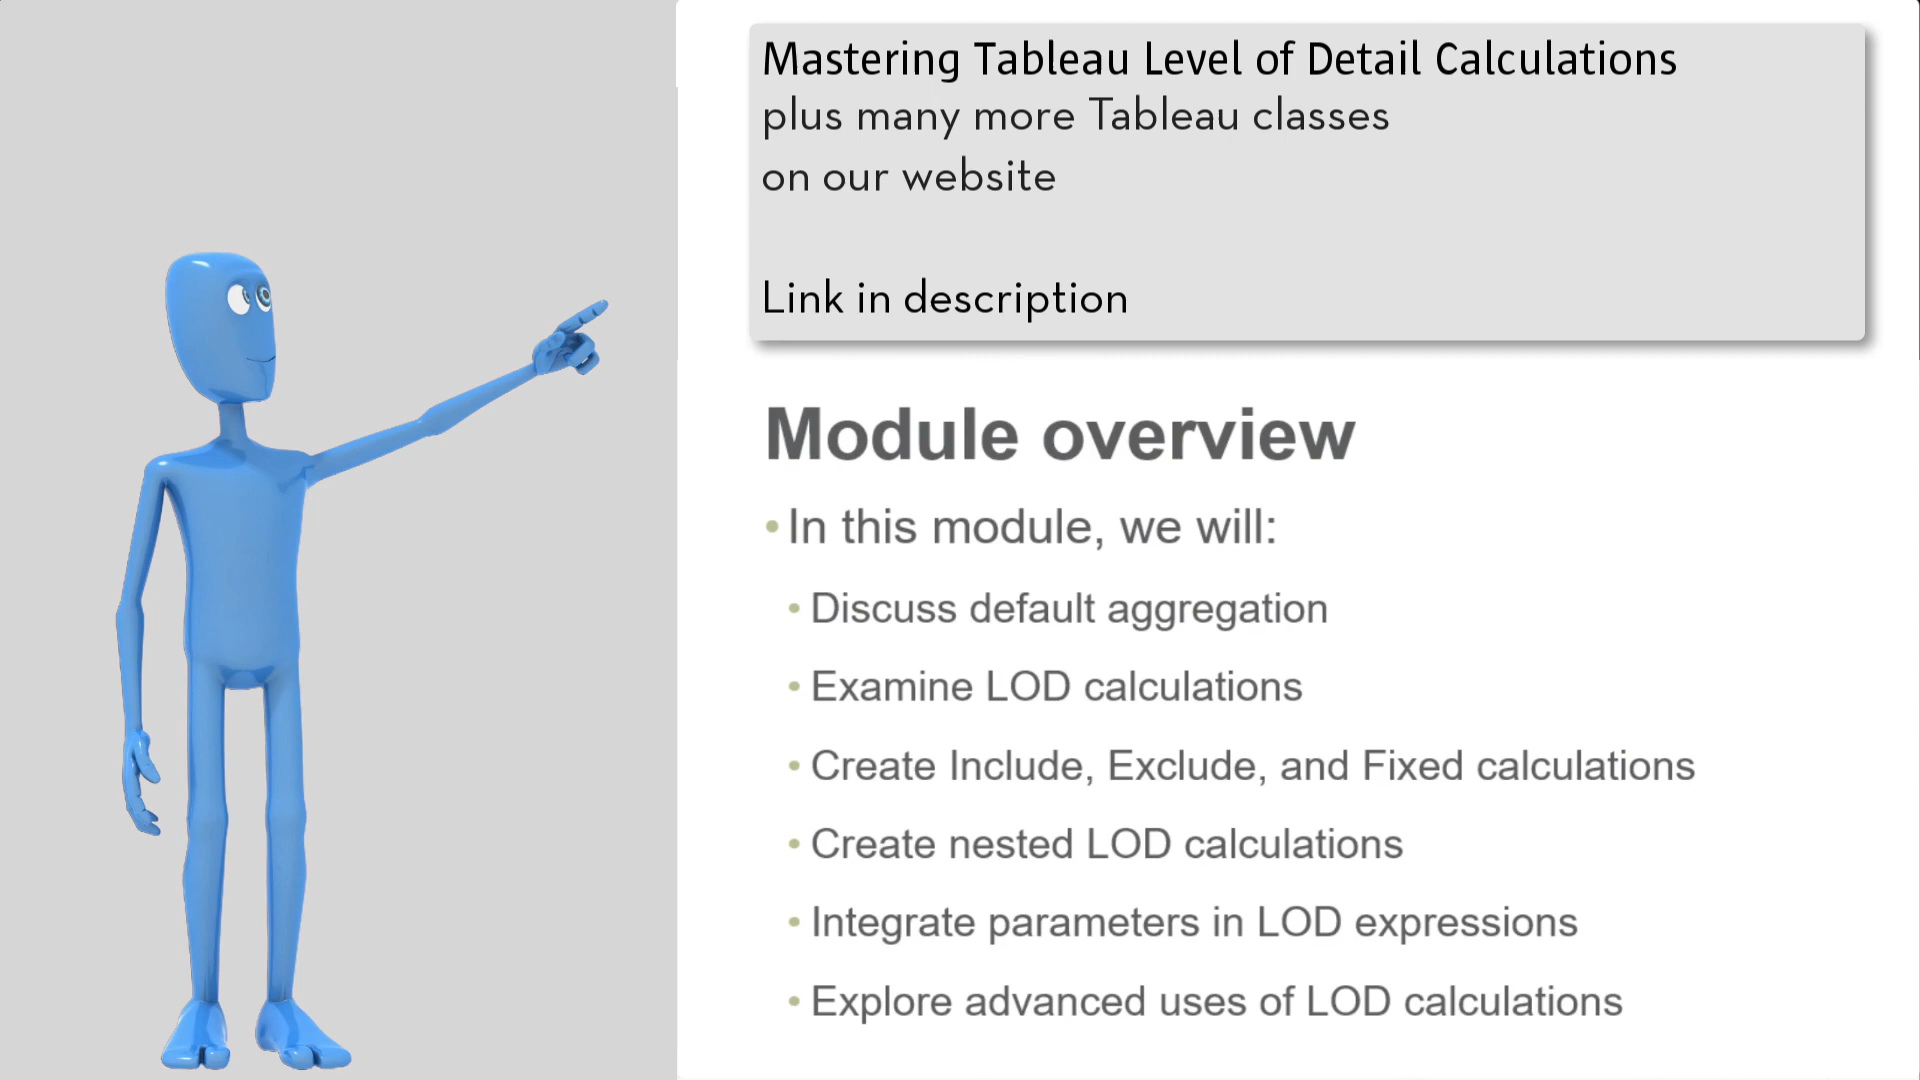 Mastering Tableau Level of Detail Calculations
plus many more Tableau classes
on our website
Link in description
Module overview
• In this module, we will:
• Discuss default aggregation
• Examine LOD calculations
• Create Include, Exclude, and Fixed calculations
• Create nested LOD calculations
• Integrate parameters in LOD expressions
• Explore advanced uses of LOD calculations